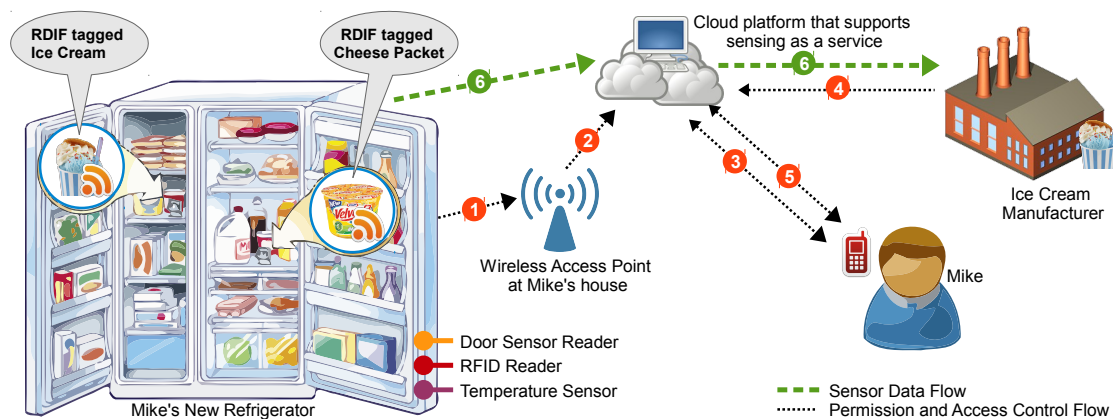 RDIF tagged
Ice Cream
RDIF tagged
Cheese Packet
Cloud platform that supports
sensing as a service
6
6
4
2
3
5
1
Velv
Ice Cream
Manufacturer
Wireless Access Point
at Mike's house
Mike
Door Sensor Reader
RFID Reader
Temperature Sensor
Mike's New Refrigerator
Sensor Data Flow
Permission and Access Control Flow